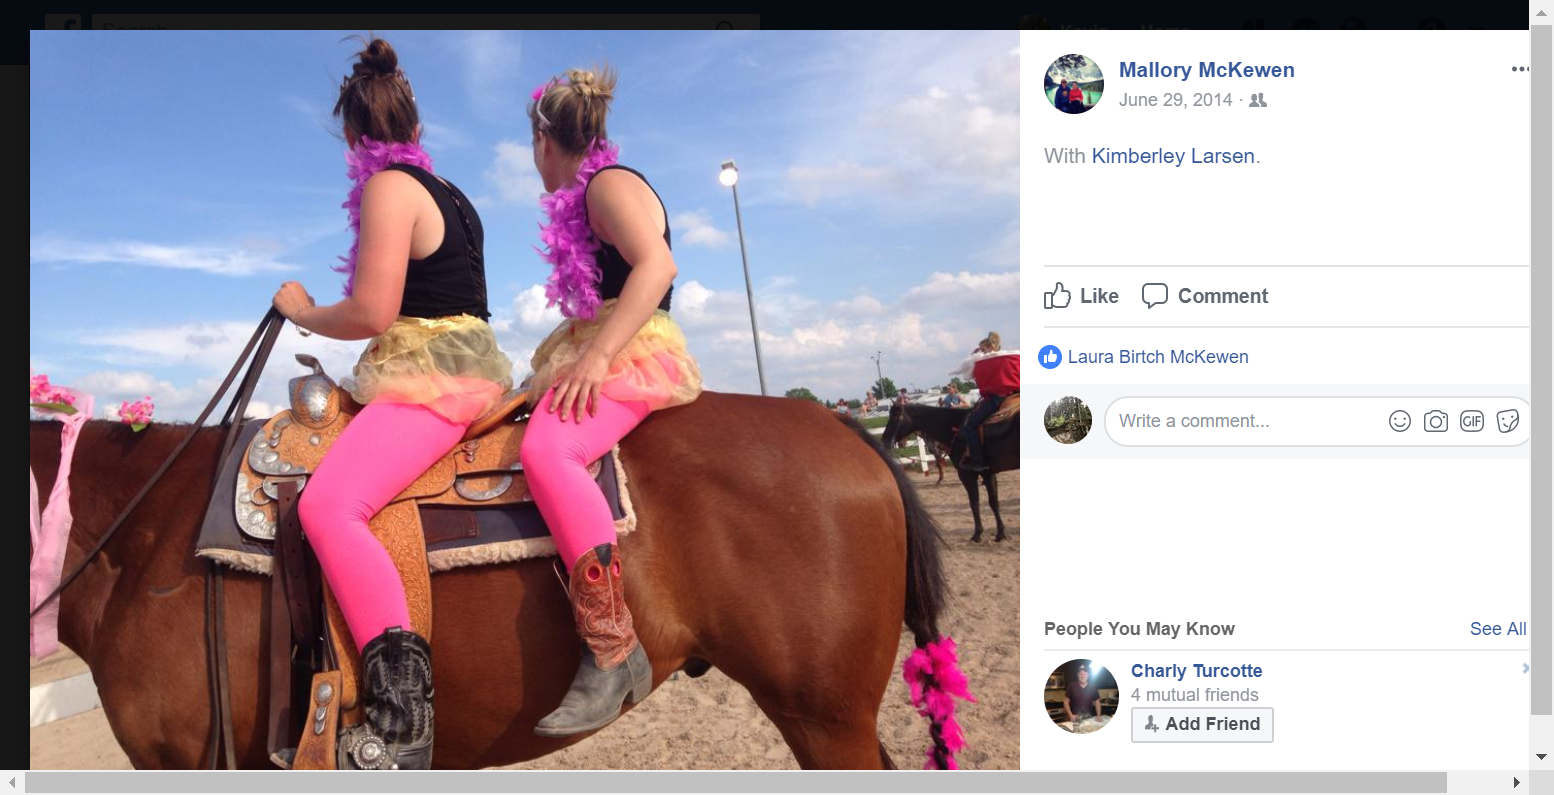 Search
Mallory McKewen
June 29, 2014 ·
With Kimberley Larsen.
Like
Comment
Laura Birtch McKewen
Write a comment...
GIF
People You May Know
See All
Charly Turcotte
4 mutual friends
Add Friend